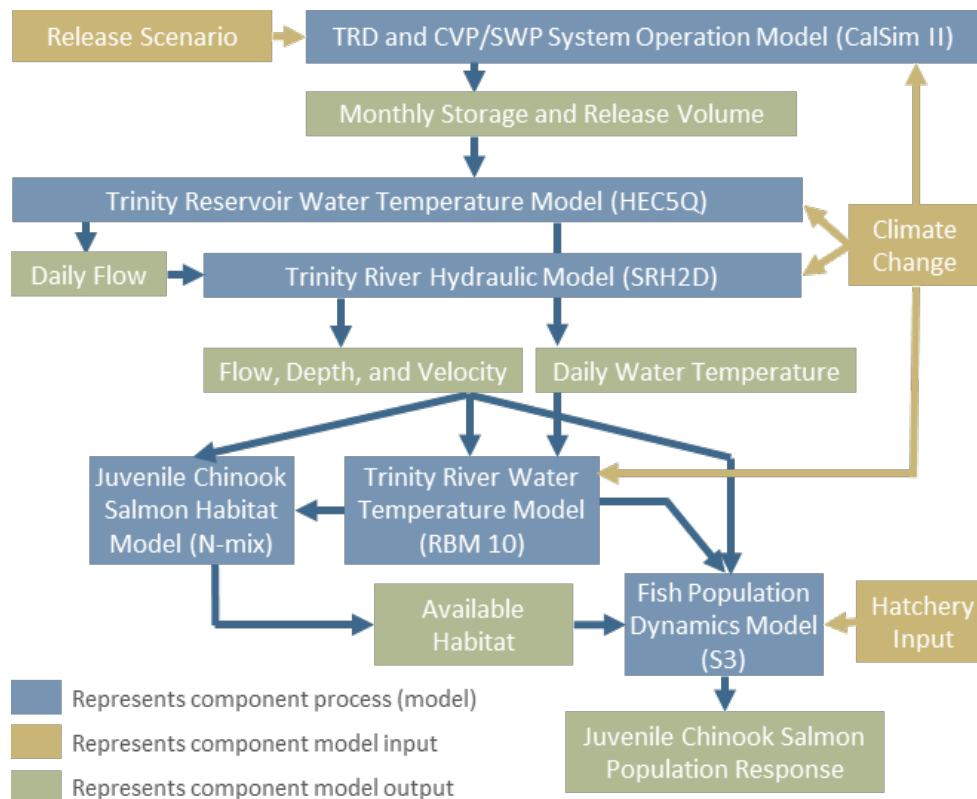 Release Scenario
TRD and CVP/SWP System Operation Model (CalSim II)
Monthly Storage and Release Volume
Trinity Reservoir Water Temperature Model (HEC5Q)
Climate
Change
Daily Flow
Trinity River Hydraulic Model (SRH2D)
Flow, Depth, and Velocity
Daily Water Temperature
Juvenile Chinook
Salmon Habitat
Model (N-mix)
Trinity River Water
Temperature Model
(RBM 10)
Available
Habitat
Fish Population
Dynamics Model
(S3)
Hatchery
Input
Represents component process (model)
Represents component model input
Represents component model output
Juvenile Chinook Salmon
Population Response